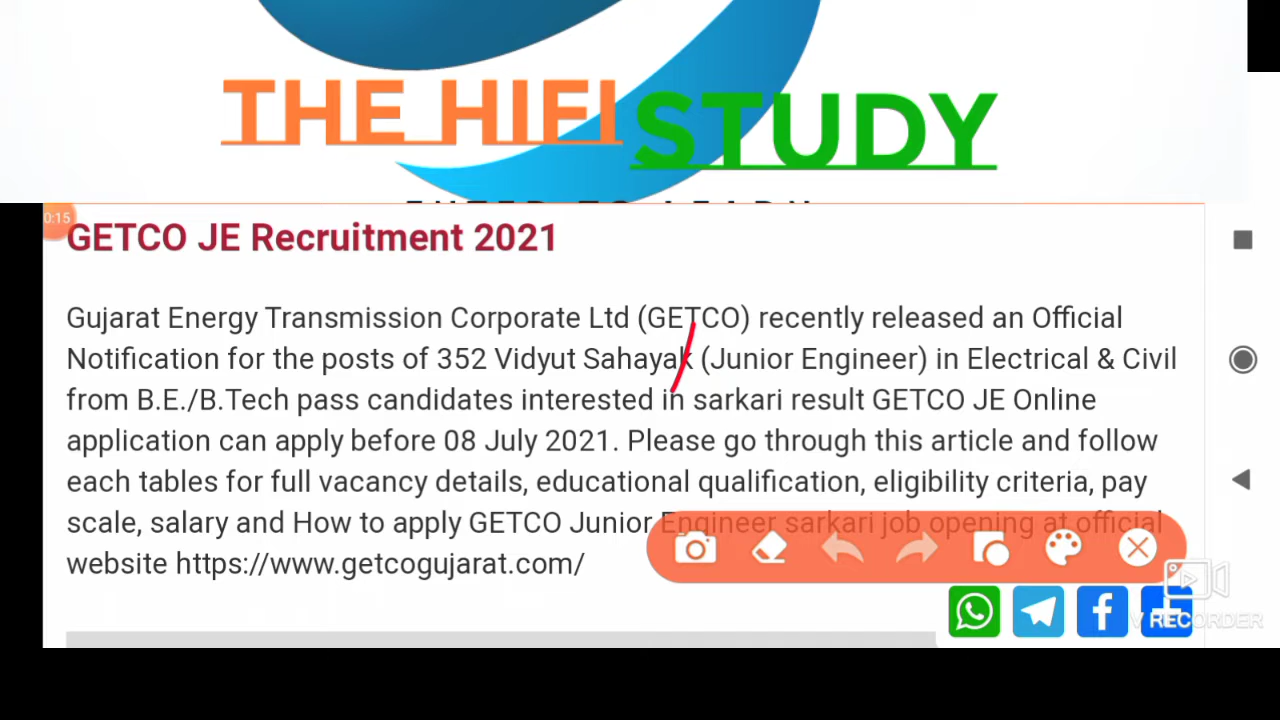 THE HIFI STUDY
0:15
GETCO JE Recruitment 2021
Gujarat Energy Transmission Corporate Ltd (GETCO) recently released an Official
Notification for the posts of 352 Vidyut Sahayak (Junior Engineer) in Electrical & Civil
from B.E./B.Tech pass candidates interested in sarkari result GETCO JE Online
application can apply before 08 July 2021. Please go through this article and follow
each tables for full vacancy details, educational qualification, eligibility criteria, pay
scale, salary and How to apply GETCO Junior Engineer sarkari job opening at official
website https://www.getcogujarat.com/
V RECORDER